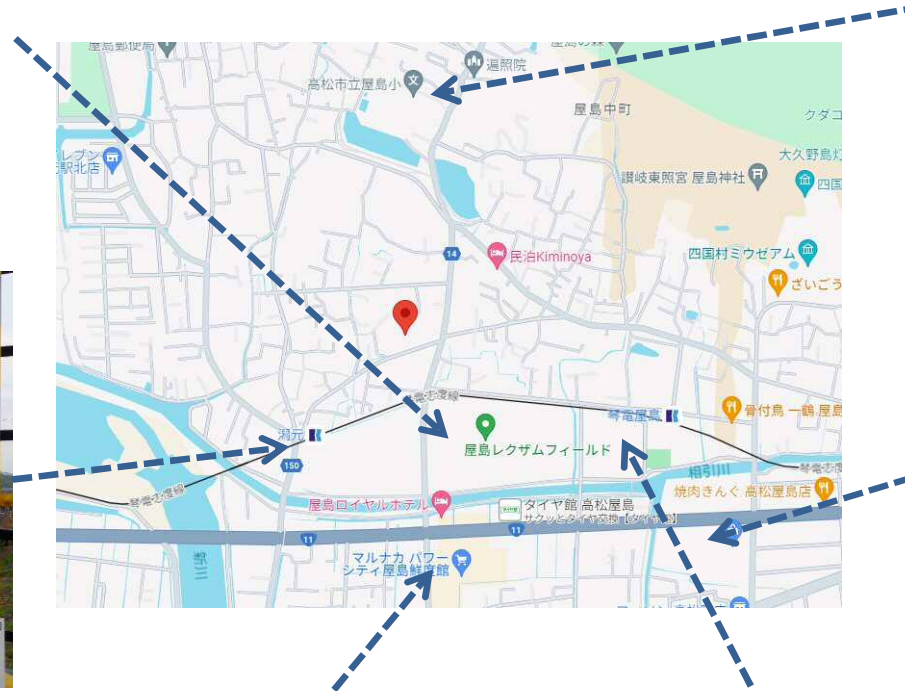 屋島郵便局
遍照院
高松市立屋島小
屋島中町
クダコ
レブン
駅北店
大久野島灯
讃岐東照宮 屋島神社
四国
民泊Kiminoya
四国村ミウゼアム
ざいごう
14
琴電志度線
潟元
琴電屋島
骨付鳥 一鶴 屋島
屋島レクザムフィールド
150
相引川
琴電志度
焼肉きんぐ 高松屋島店
琴電志度線
屋島ロイヤルホテル
タイヤ館 高松屋島
サクッとタイヤ交換【タイヤ
11
11
新川
マルナカ パワー
シティ屋島鮮度館